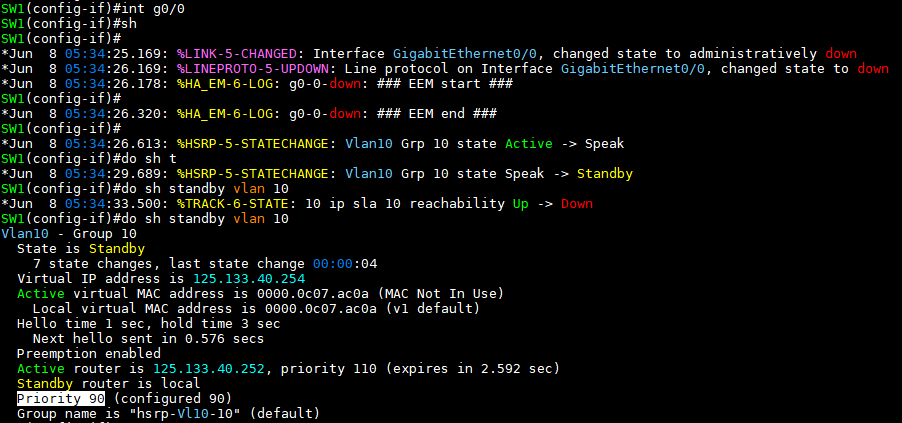 SW1(config-if)#int g0/0
SW1(config-if)#sh
SW1(config-if)#
*Jun  8 05:34:25.169: %LINK-5-CHANGED: Interface GigabitEthernet0/0, changed state to administratively down
*Jun  8 05:34:26.169: %LINEPROTO-5-UPDOWN: Line protocol on Interface GigabitEthernet0/0, changed state to down
*Jun  8 05:34:26.178: %HA_EM-6-LOG: g0-0-down: ### EEM start ###
SW1(config-if)#
*Jun  8 05:34:26.320: %HA_EM-6-LOG: g0-0-down: ### EEM end ###
SW1(config-if)#
*Jun  8 05:34:26.613: %HSRP-5-STATECHANGE: Vlan10 Grp 10 state Active -> Speak
SW1(config-if)#do sh t
*Jun  8 05:34:29.689: %HSRP-5-STATECHANGE: Vlan10 Grp 10 state Speak -> Standby
SW1(config-if)#do sh standby vlan 10
*Jun  8 05:34:33.500: %TRACK-6-STATE: 10 ip sla 10 reachability Up -> Down
SW1(config-if)#do sh standby vlan 10
Vlan10 - Group 10
  State is Standby
    7 state changes, last state change 00:00:04
  Virtual IP address is 125.133.40.254
  Active virtual MAC address is 0000.0c07.ac0a (MAC Not In Use)
    Local virtual MAC address is 0000.0c07.ac0a (v1 default)
  Hello time 1 sec, hold time 3 sec
    Next hello sent in 0.576 secs
  Preemption enabled
  Active router is 125.133.40.252, priority 110 (expires in 2.592 sec)
  Standby router is local
  Priority 90 (configured 90)
  Group name is "hsrp-Vl10-10" (default)